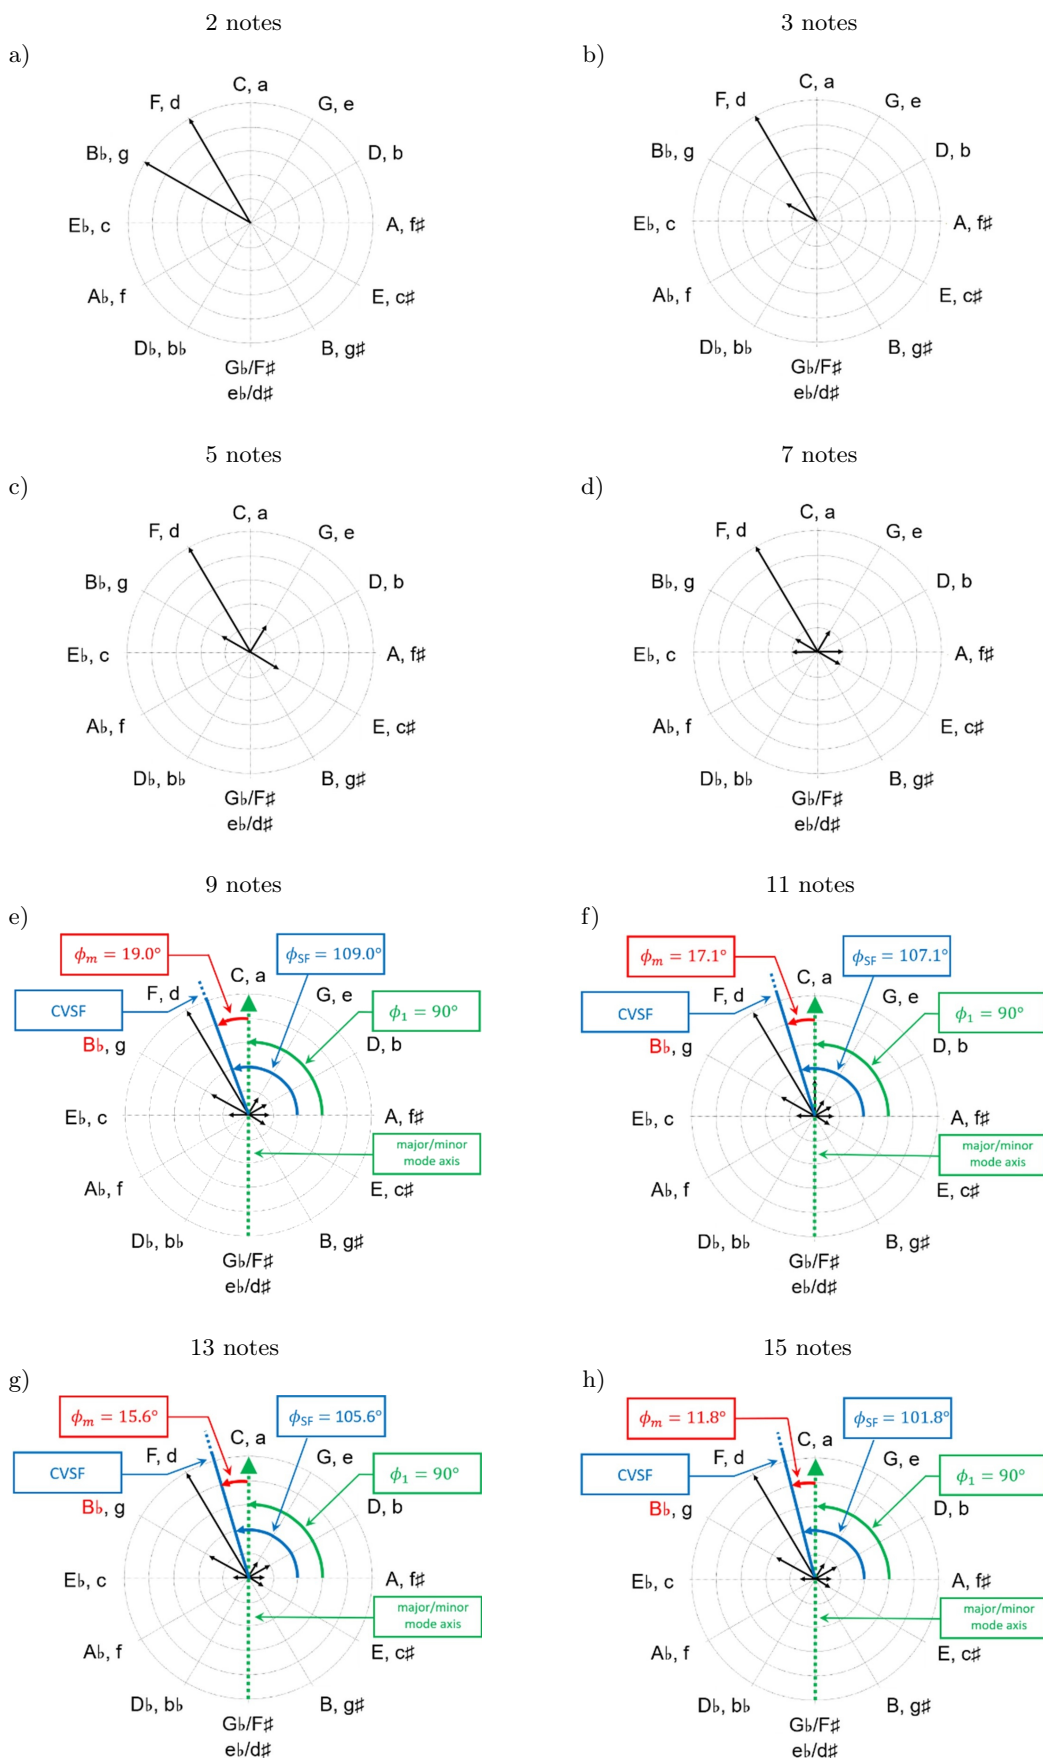 2 notes
3 notes
a)
b)
C, a
F, d
G, e
B♭, g
D, b
E♭, c
A, f♯
A♭, f
E, c♯
D♭, b♭
B, g♯
G♭/F♯
e♭/d♯
C, a
F, d
G, e
B♭, g
D, b
E♭, c
A, f♯
A♭, f
E, c♯
D♭, b♭
B, g♯
G♭/F♯
e♭/d♯
5 notes
7 notes
c)
d)
C, a
F, d
G, e
B♭, g
D, b
E♭, c
A, f♯
A♭, f
E, c♯
D♭, b♭
B, g♯
G♭/F♯
e♭/d♯
C, a
F, d
G, e
B♭, g
D, b
E♭, c
A, f♯
A♭, f
E, c♯
D♭, b♭
B, g♯
G♭/F♯
e♭/d♯
9 notes
11 notes
e)
f)
ϕm = 19.0°
ϕSF = 109.0°
C, a
F, d
G, e
CVSF
ϕ1 = 90°
B♭, g
D, b
E♭, c
A, f♯
major/minor
mode axis
A♭, f
E, c♯
D♭, b♭
B, g♯
G♭/F♯
e♭/d♯
ϕm = 17.1°
ϕSF = 107.1°
C, a
F, d
G, e
CVSF
ϕ1 = 90°
B♭, g
D, b
E♭, c
A, f♯
major/minor
mode axis
A♭, f
E, c♯
D♭, b♭
B, g♯
G♭/F♯
e♭/d♯
13 notes
15 notes
g)
h)
ϕm = 15.6°
ϕSF = 105.6°
C, a
F, d
G, e
CVSF
ϕ1 = 90°
B♭, g
D, b
E♭, c
A, f♯
major/minor
mode axis
A♭, f
E, c♯
D♭, b♭
B, g♯
G♭/F♯
e♭/d♯
ϕm = 11.8°
ϕSF = 101.8°
C, a
F, d
G, e
CVSF
ϕ1 = 90°
B♭, g
D, b
E♭, c
A, f♯
major/minor
mode axis
A♭, f
E, c♯
D♭, b♭
B, g♯
G♭/F♯
e♭/d♯